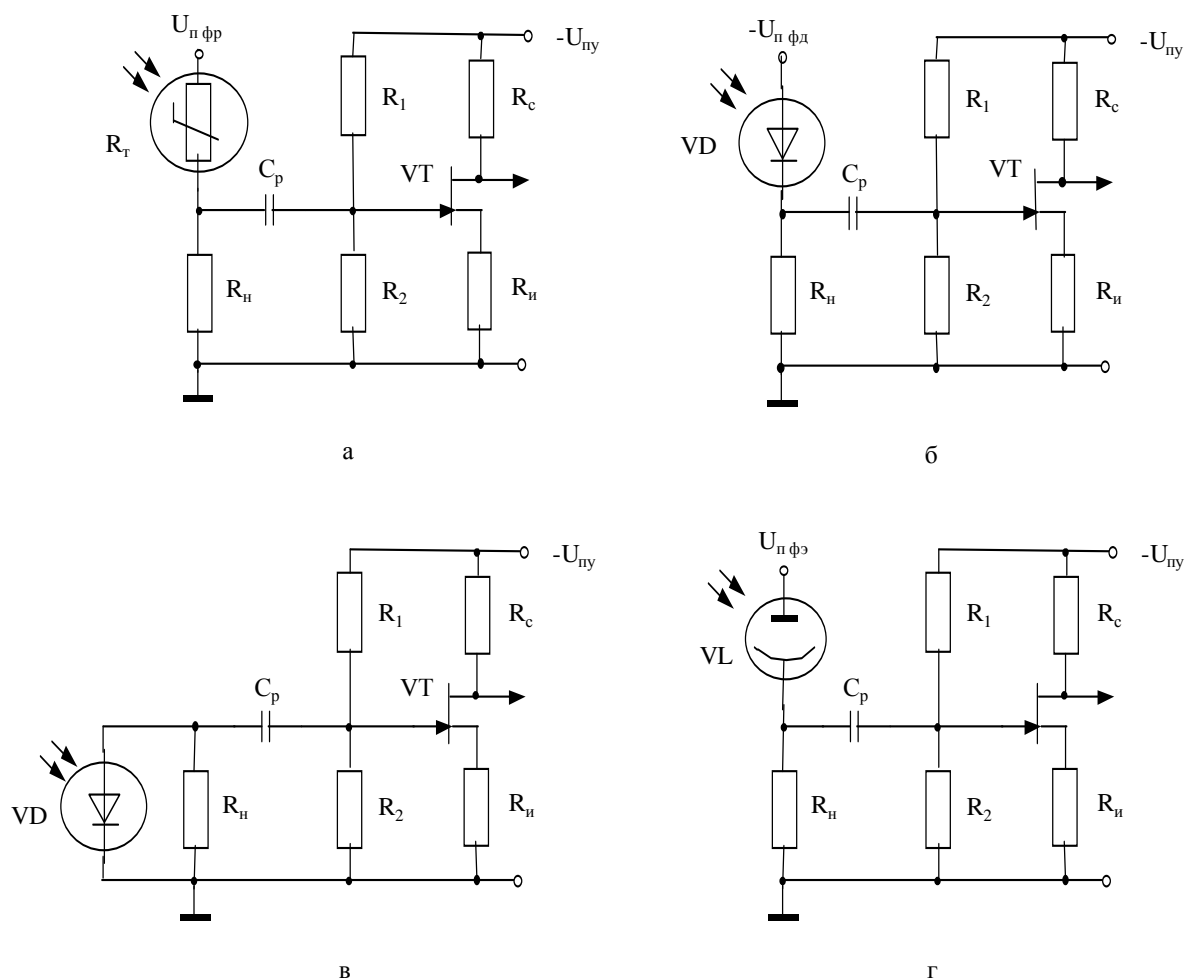 U п фр
-U пу
R т
R 1
R с
C р
VT
R н
R 2
R и
а
-U п фд
-U пу
VD
R 1
R с
C р
VT
R н
R 2
R и
б
-U пу
R 1
R с
C р
VT
VD
R н
R 2
R и
в
U п фэ
-U пу
VL
R 1
R с
C р
R н
R 2
R и
г